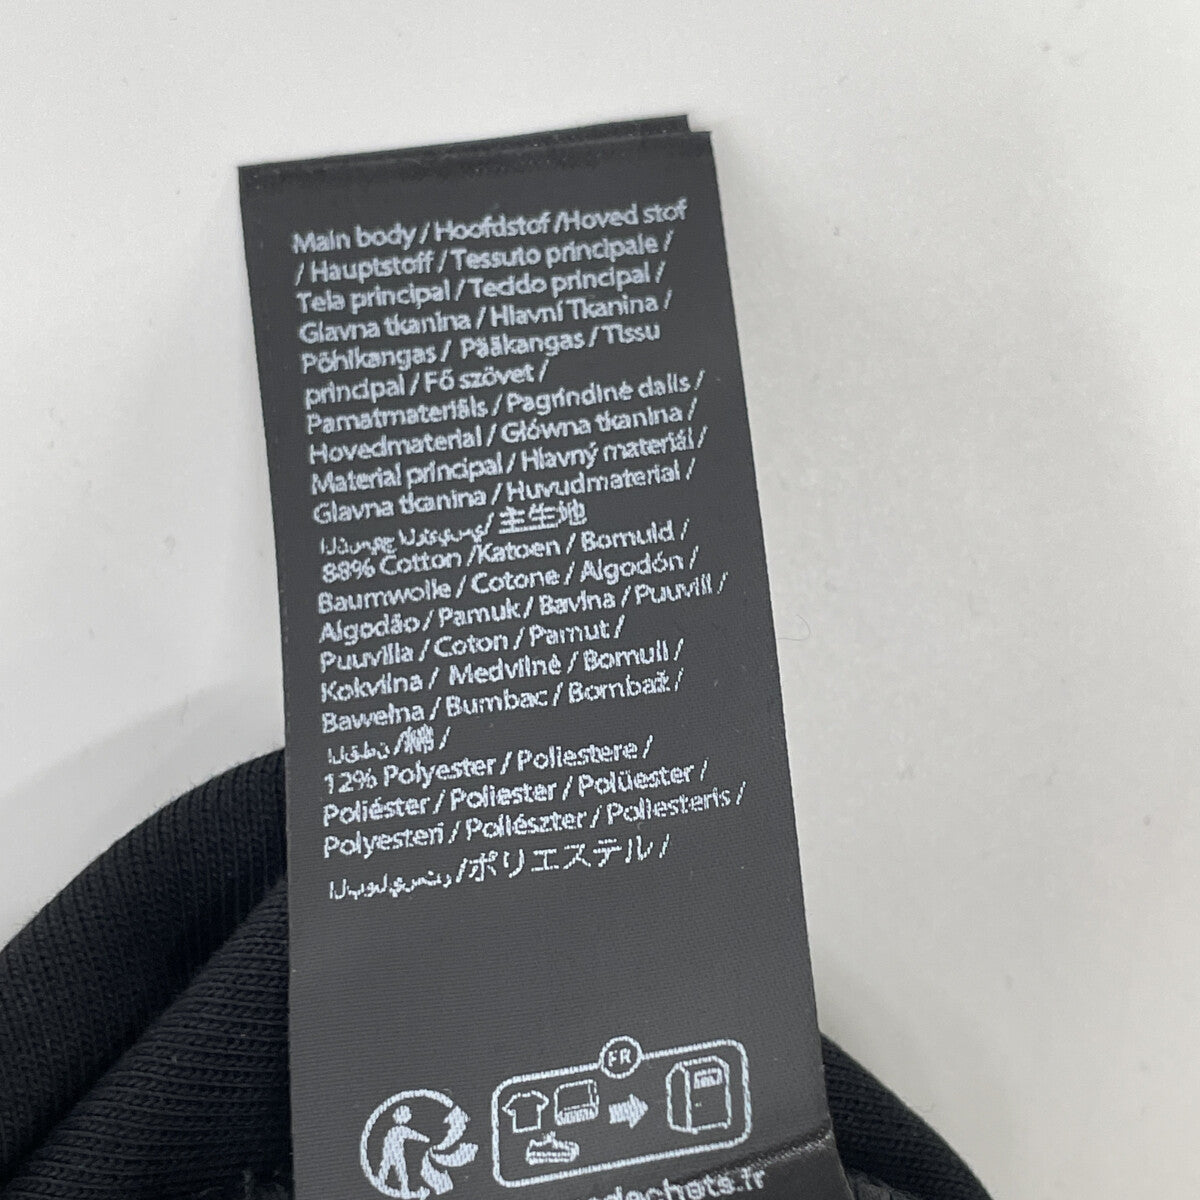 Main body / Hoofdstof /Hoved stof
/ Hauptstoff / Tessuto principale /
Tela principal / Tecido principal /
Glavna tkanina / Hlavní Tkanina /
Põhikangas / Pääkangas / Tissu
principal / Fő szövet /
Pamatmateriāls / Pagrindinė dalis /
Hovedmaterial / Główna tkanina /
Material principal / Hlavný materiál /
Glavna tkanina / Huvudmaterial /
/ 主生地
88% Cotton /Katoen / Bomuld /
Baumwolle / Cotone / Algodón /
Algodão / Pamuk / Bavlna / Puuvill /
Puuvilla / Coton / Pamut /
Kokvilna / Medvilnė / Bomull /
Bawełna / Bumbac / Bombaž /
/ 綿 /
12% Polyester / Poliestere /
Poliéster / Poliester / Polüester /
Polyesteri / Poliészter / Poliesteris /
/ ポリエステル /
FR